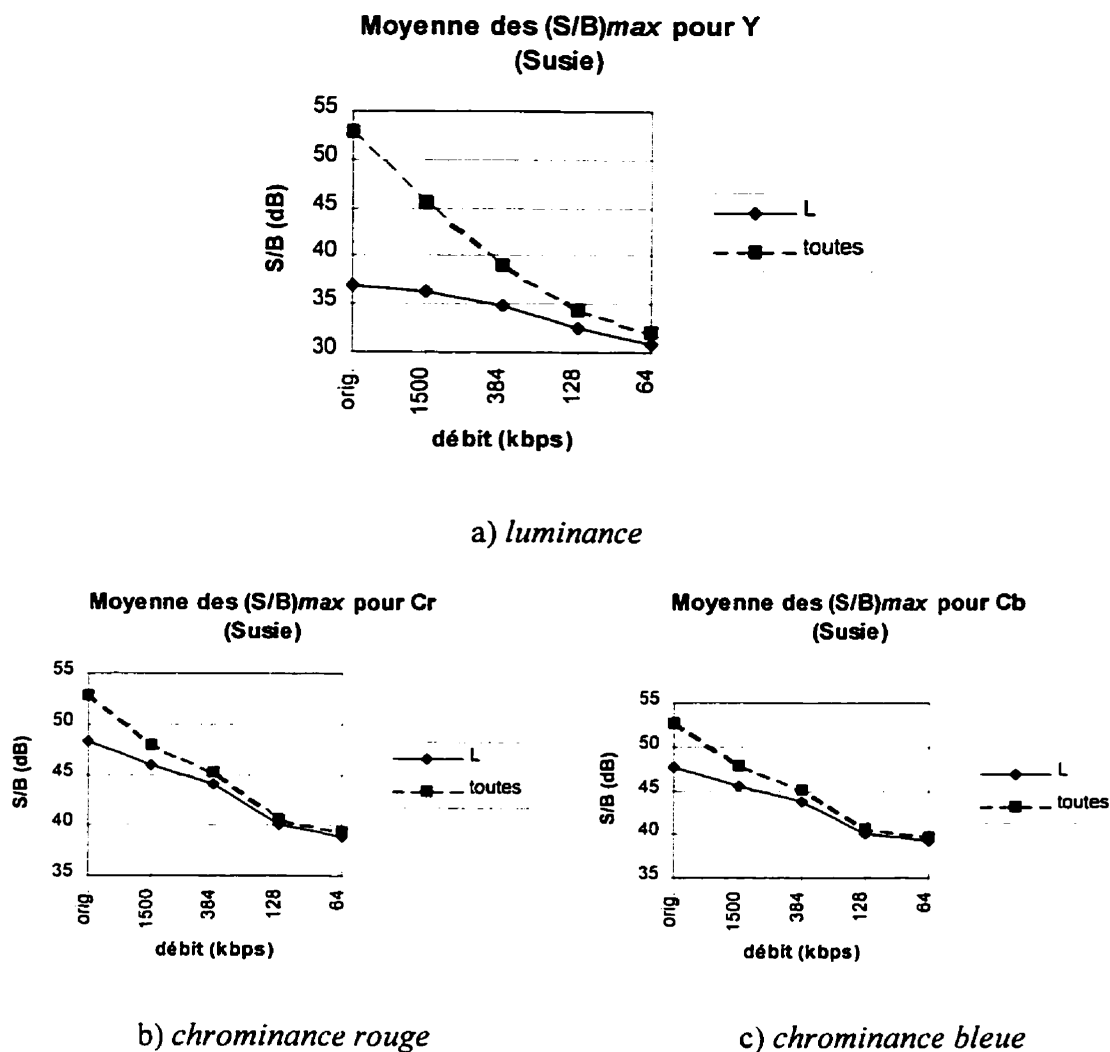 Moyenne des (S/B)max pour Y
(Susie)
55
50
45
40
35
30
S/B (dB)
orig.
1500
384
128
64
débit (kbps)
L
toutes
a) luminance
Moyenne des (S/B)max pour Cr
(Susie)
55
50
45
40
35
S/B (dB)
orig.
1500
384
128
64
débit (kbps)
L
toutes
b) chrominance rouge
Moyenne des (S/B)max pour Cb
(Susie)
55
50
45
40
35
S/B (dB)
orig.
1500
384
128
64
débit (kbps)
L
toutes
c) chrominance bleue